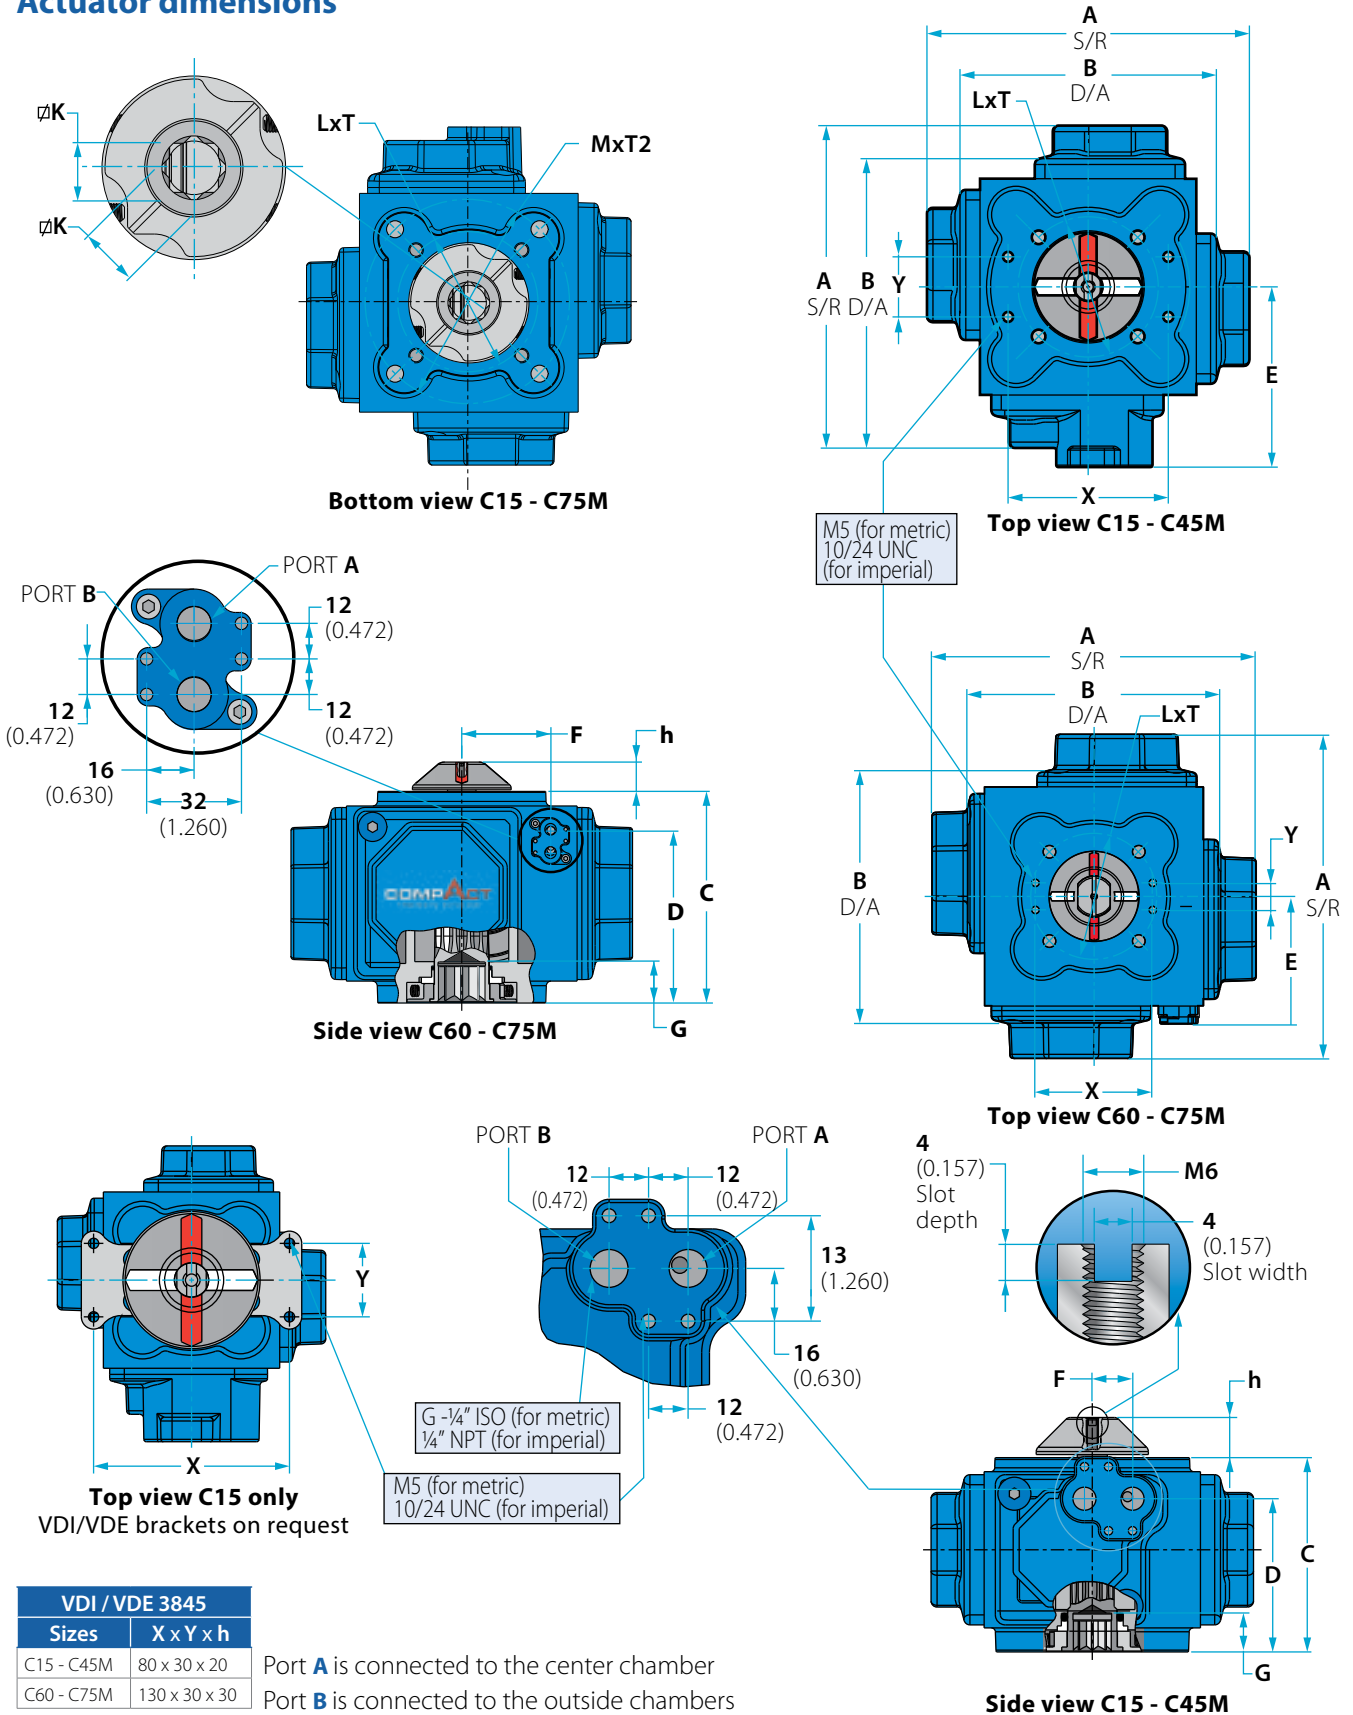 Actuator dimensions
⌀K
⌀K
LxT
MxT2
Bottom view C15 - C75M
A
S/R
B
D/A
LxT
A
S/R
B
D/A
Y
E
X
Top view C15 - C45M
M5 (for metric)
10/24 UNC
(for imperial)
PORT A
PORT B
12
(0.472)
12
(0.472)
12
(0.472)
16
(0.630)
32
(1.260)
F
h
COMPACT
C
D
G
Side view C60 - C75M
A
S/R
B
D/A
LxT
B
D/A
Y
A
S/R
E
X
Top view C60 - C75M
Y
X
Top view C15 only
VDI/VDE brackets on request
PORT B
PORT A
12
(0.472)
12
(0.472)
13
(1.260)
16
(0.630)
12
(0.472)
G -¼" ISO (for metric)
¼" NPT (for imperial)
M5 (for metric)
10/24 UNC (for imperial)
4
(0.157)
Slot
depth
M6
4
(0.157)
Slot width
F
h
C
D
G
Side view C15 - C45M
VDI / VDE 3845
Sizes X x Y x h
C15 - C45M 80 x 30 x 20
C60 - C75M 130 x 30 x 30
Port A is connected to the center chamber
Port B is connected to the outside chambers